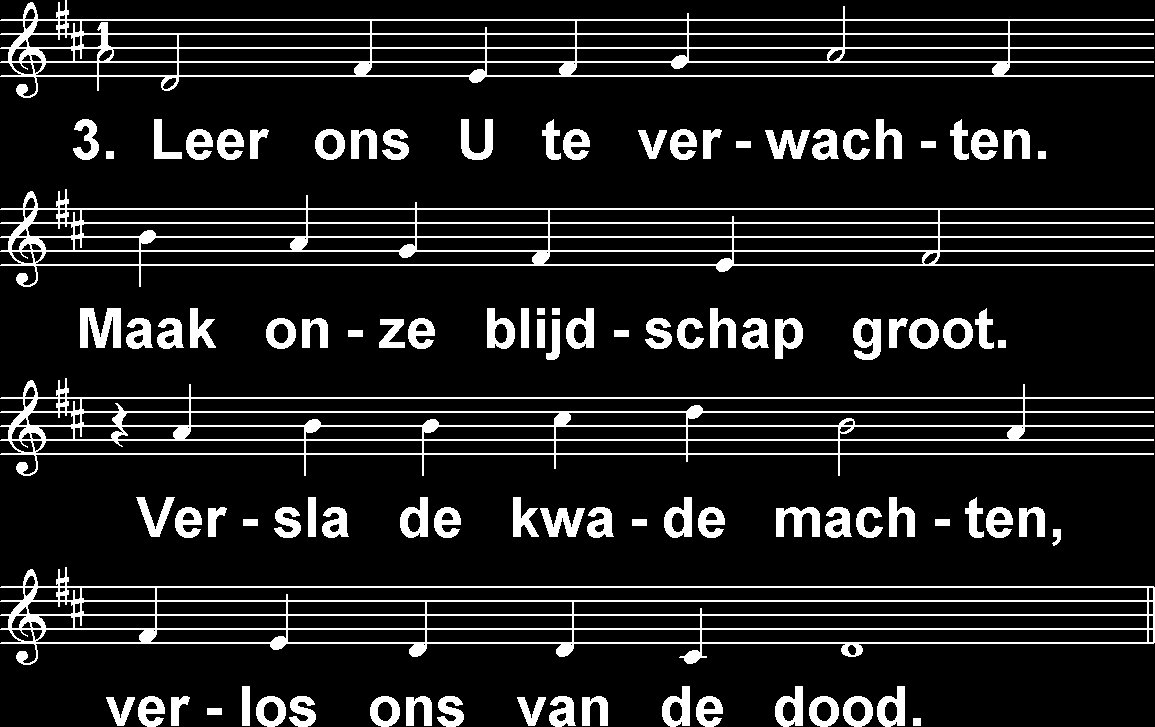 1
3. Leer ons U te ver - wach - ten.
Maak on - ze blijd - schap groot.
Ver - sla de kwa - de mach - ten,
ver - los ons van de dood.